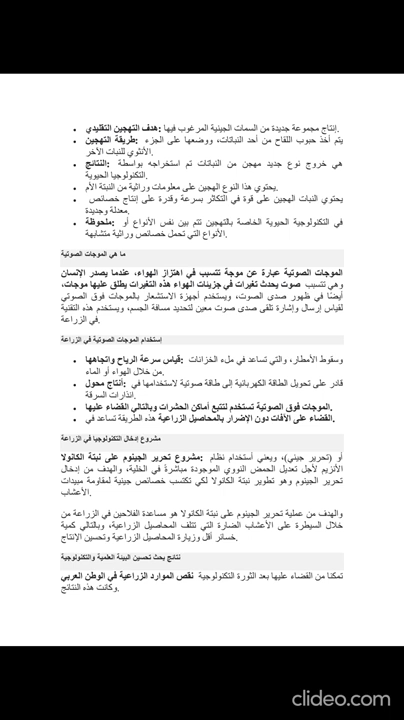 هدف التهجين التقليدي: إنتاج مجموعة جديدة من السمات الجينية المرغوب فيها.
طريقة التهجين: يتم أخذ حبوب اللقاح من أحد النباتات، ووضعها على الجزء
الأنثوي للنبات الآخر.
النتائج: هي خروج نوع جديد مهجن من النباتات تم استخراجه بواسطة
التكنولوجيا الحيوية.
يحتوي هذا النوع الهجين على معلومات وراثية من النبتة الأم.
يحتوي النبات الهجين على قوة في التكاثر بسرعة وقدرة على إنتاج خصائص
معدلة وجديدة.
ملحوظة: في التكنولوجية الحيوية الخاصة بالتهجين تتم بين نفس الأنواع أو
الأنواع التي تحمل خصائص وراثية متشابهة.
ما هي الموجات الصوتية
الموجات الصوتية عبارة عن موجة تتسبب في اهتزاز الهواء، عندما يصدر الإنسان
صوت يحدث تغيرات في جزيئات الهواء هذه التغيرات يطلق عليها موجات، وهي تتسبب
أيضًا في ظهور صدى الصوت، ويستخدم أجهزة الاستشعار بالموجات فوق الصوتي
لقياس إرسال وإشارة تلقى صدى صوت معين لتحديد مسافة الجسم، ويستخدم هذه التقنية
في الزراعة.
إستخدام الموجات الصوتية في الزراعة
قياس سرعة الرياح واتجاهها: وسقوط الأمطار، والتي تساعد في ملء الخزانات
من خلال الهواء أو الماء.
أنتاج محول: قادر على تحويل الطاقة الكهربائية إلى طاقة صوتية لاستخدامها في
انذارات السرقة.
الموجات فوق الصوتية تستخدم لتتبع أماكن الحشرات وبالتالي القضاء عليها.
القضاء على الآفات دون الإضرار بالمحاصيل الزراعية هذه الطريقة تساعد في.
مشروع إدخال التكنولوجيا في الزراعة
مشروع تحرير الجينوم على نبتة الكانولا: أو (تحرير جيني)، ويعني أستخدام نظام
الأنزيم لأجل تعديل الحمض النووي الموجودة مباشرةً في الخلية، والهدف من إدخال
تحرير الجينوم وهو تطوير نبتة الكانولا لكي تكتسب خصائص جينية لمقاومة مبيدات
الأعشاب.
والهدف من عملية تحرير الجينوم على نبتة الكانولا هو مساعدة الفلاحين في الزراعة من
خلال السيطرة على الأعشاب الضارة التي تتلف المحاصيل الزراعية، وبالتالي كمية
خسائر أقل وزيارة المحاصيل الزراعية وتحسين الإنتاج.
نتائج بحث تحسين البيئة العلمية والتكنولوجية
نقص الموارد الزراعية في الوطن العربي تمكنا من القضاء عليها بعد الثورة التكنولوجية
وكانت هذه النتائج.
clideo.com